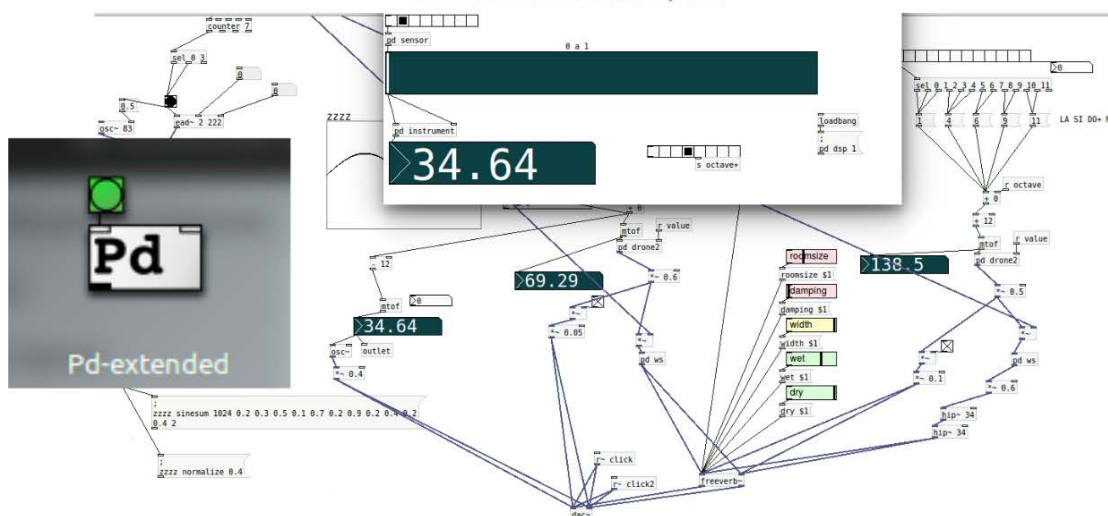 counter 7
sel 0 3
0
0
0.5
osc~ 83
ead~ 2 222
Pd
Pd-extended
;
zzzz sinesum 1024 0.2 0.3 0.5 0.1 0.7 0.2 0.9 0.2 0.4 0.2
0.4 2
;
zzzz normalize 0.4
zzzz
pd sensor
0 a 1
pd instrument
34.64
s octave+
loadbang
;
pd dsp 1
- 12
mtof
0
34.64
osc~
outlet
*~ 0.4
+ 0
mtof
r value
pd drone2
69.29
*~ 0.6
*~
*~ 0.05
*~
pd ws
r~ click
r~ click2
dac~
roomsize
roomsize $1
damping
damping $1
width
width $1
wet
wet $1
dry
dry $1
freeverb~
0
sel 0 1 2 3 4 5 6 7 8 9 10 11
1
4
6
9
11
LA SI DO+
r octave
+ 0
+ 12
mtof
r value
138.5
pd drone2
*~ 0.5
*~
*~
*~ 0.1
pd ws
*~ 0.6
hip~ 34
hip~ 34